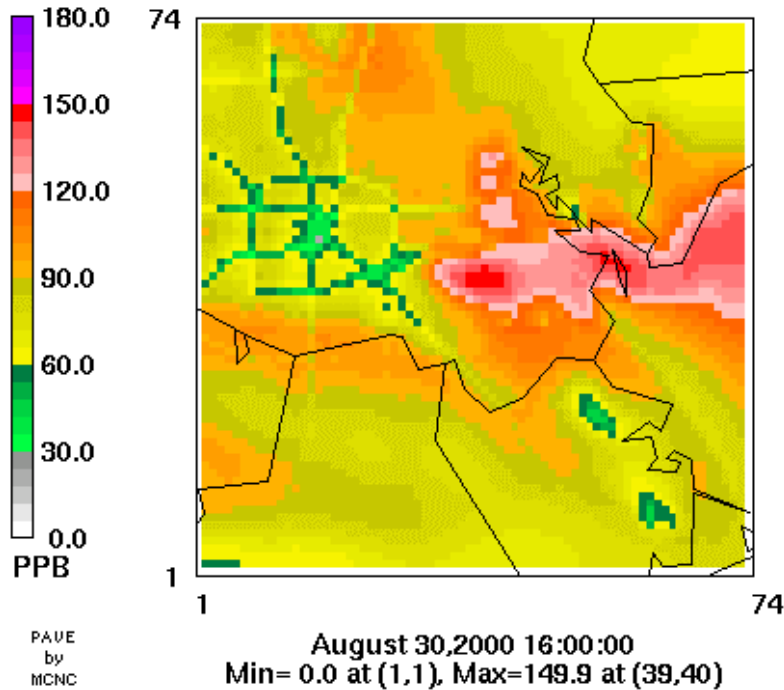 180.0
150.0
120.0
90.0
60.0
30.0
0.0
PPB
74
1
1
74
PAVE
by
MCNC
August 30,2000 16:00:00
Min= 0.0 at (1,1), Max=149.9 at (39,40)